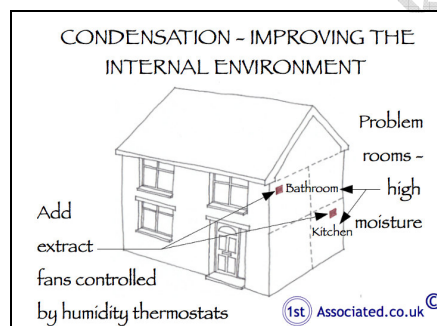 CONDENSATION - IMPROVING THE
INTERNAL ENVIRONMENT
Problem
rooms -
high
moisture
Bathroom
Kitchen
Add
extract
fans controlled
by humidity thermostats
1st Associated.co.uk ©